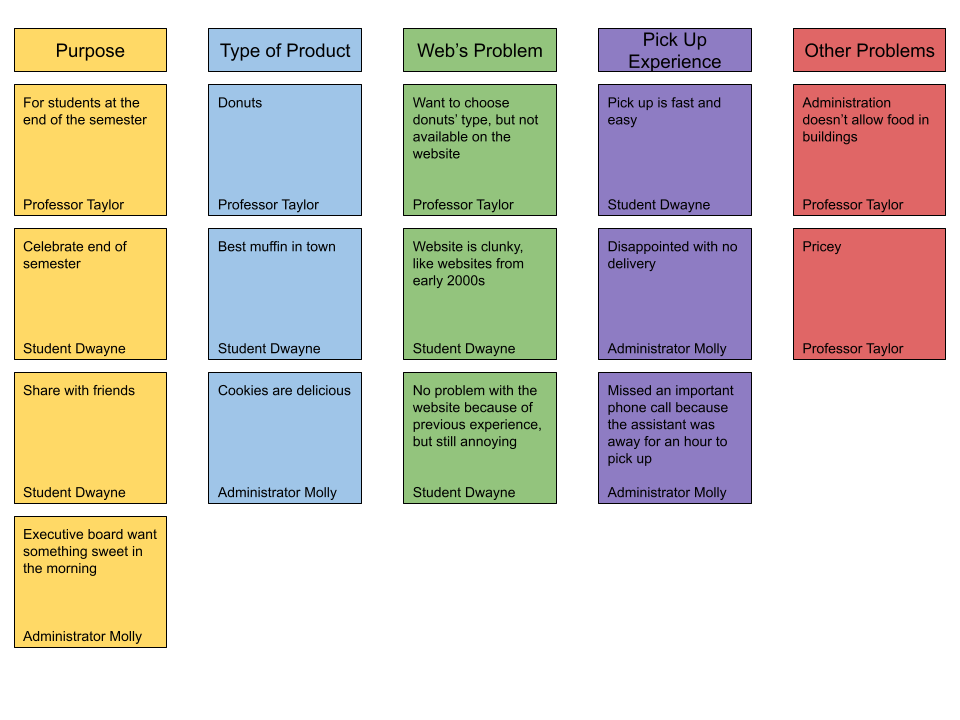 Purpose
For students at the
end of the semester
Professor Taylor
Celebrate end of
semester
Student Dwayne
Share with friends
Student Dwayne
Executive board want
something sweet in
the morning
Administrator Molly
Type of Product
Donuts
Professor Taylor
Best muffin in town
Student Dwayne
Cookies are delicious
Administrator Molly
Web’s Problem
Want to choose
donuts’ type, but not
available on the
website
Professor Taylor
Website is clunky,
like websites from
early 2000s
Student Dwayne
No problem with the
website because of
previous experience,
but still annoying
Student Dwayne
Pick Up
Experience
Pick up is fast and
easy
Student Dwayne
Disappointed with no
delivery
Administrator Molly
Missed an important
phone call because
the assistant was
away for an hour to
pick up
Administrator Molly
Other Problems
Administration
doesn’t allow food in
buildings
Professor Taylor
Pricey
Professor Taylor